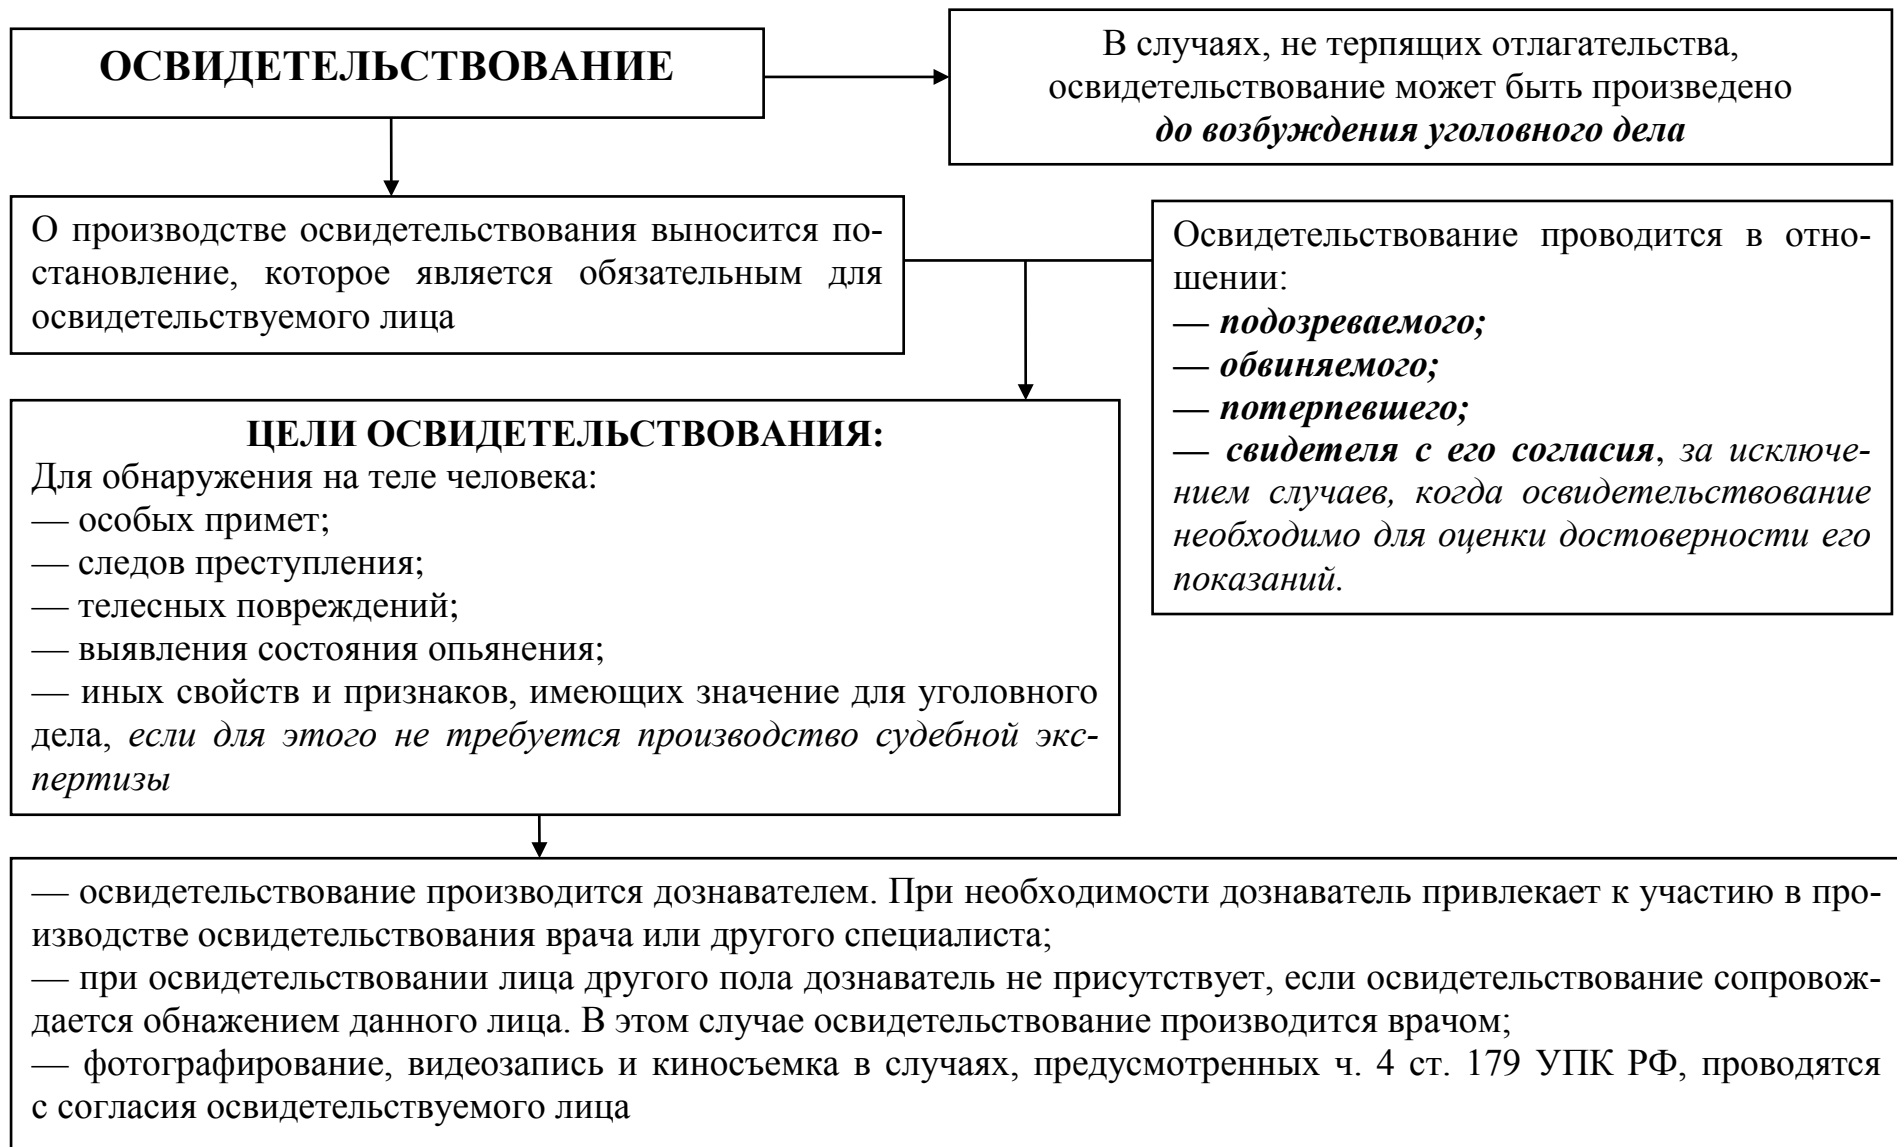 ОСВИДЕТЕЛЬСТВОВАНИЕ
В случаях, не терпящих отлагательства,
освидетельствование может быть произведено
до возбуждения уголовного дела
О производстве освидетельствования выносится по-
становление, которое является обязательным для
освидетельствуемого лица
Освидетельствование проводится в отно-
шении:
— подозреваемого;
— обвиняемого;
— потерпевшего;
— свидетеля с его согласия, за исключе-
нием случаев, когда освидетельствование
необходимо для оценки достоверности его
показаний.
ЦЕЛИ ОСВИДЕТЕЛЬСТВОВАНИЯ:
Для обнаружения на теле человека:
— особых примет;
— следов преступления;
— телесных повреждений;
— выявления состояния опьянения;
— иных свойств и признаков, имеющих значение для уголовного
дела, если для этого не требуется производство судебной экс-
пертизы
— освидетельствование производится дознавателем. При необходимости дознаватель привлекает к участию в про-
изводстве освидетельствования врача или другого специалиста;
— при освидетельствовании лица другого пола дознаватель не присутствует, если освидетельствование сопровож-
дается обнажением данного лица. В этом случае освидетельствование производится врачом;
— фотографирование, видеозапись и киносъемка в случаях, предусмотренных ч. 4 ст. 179 УПК РФ, проводятся
с согласия освидетельствуемого лица